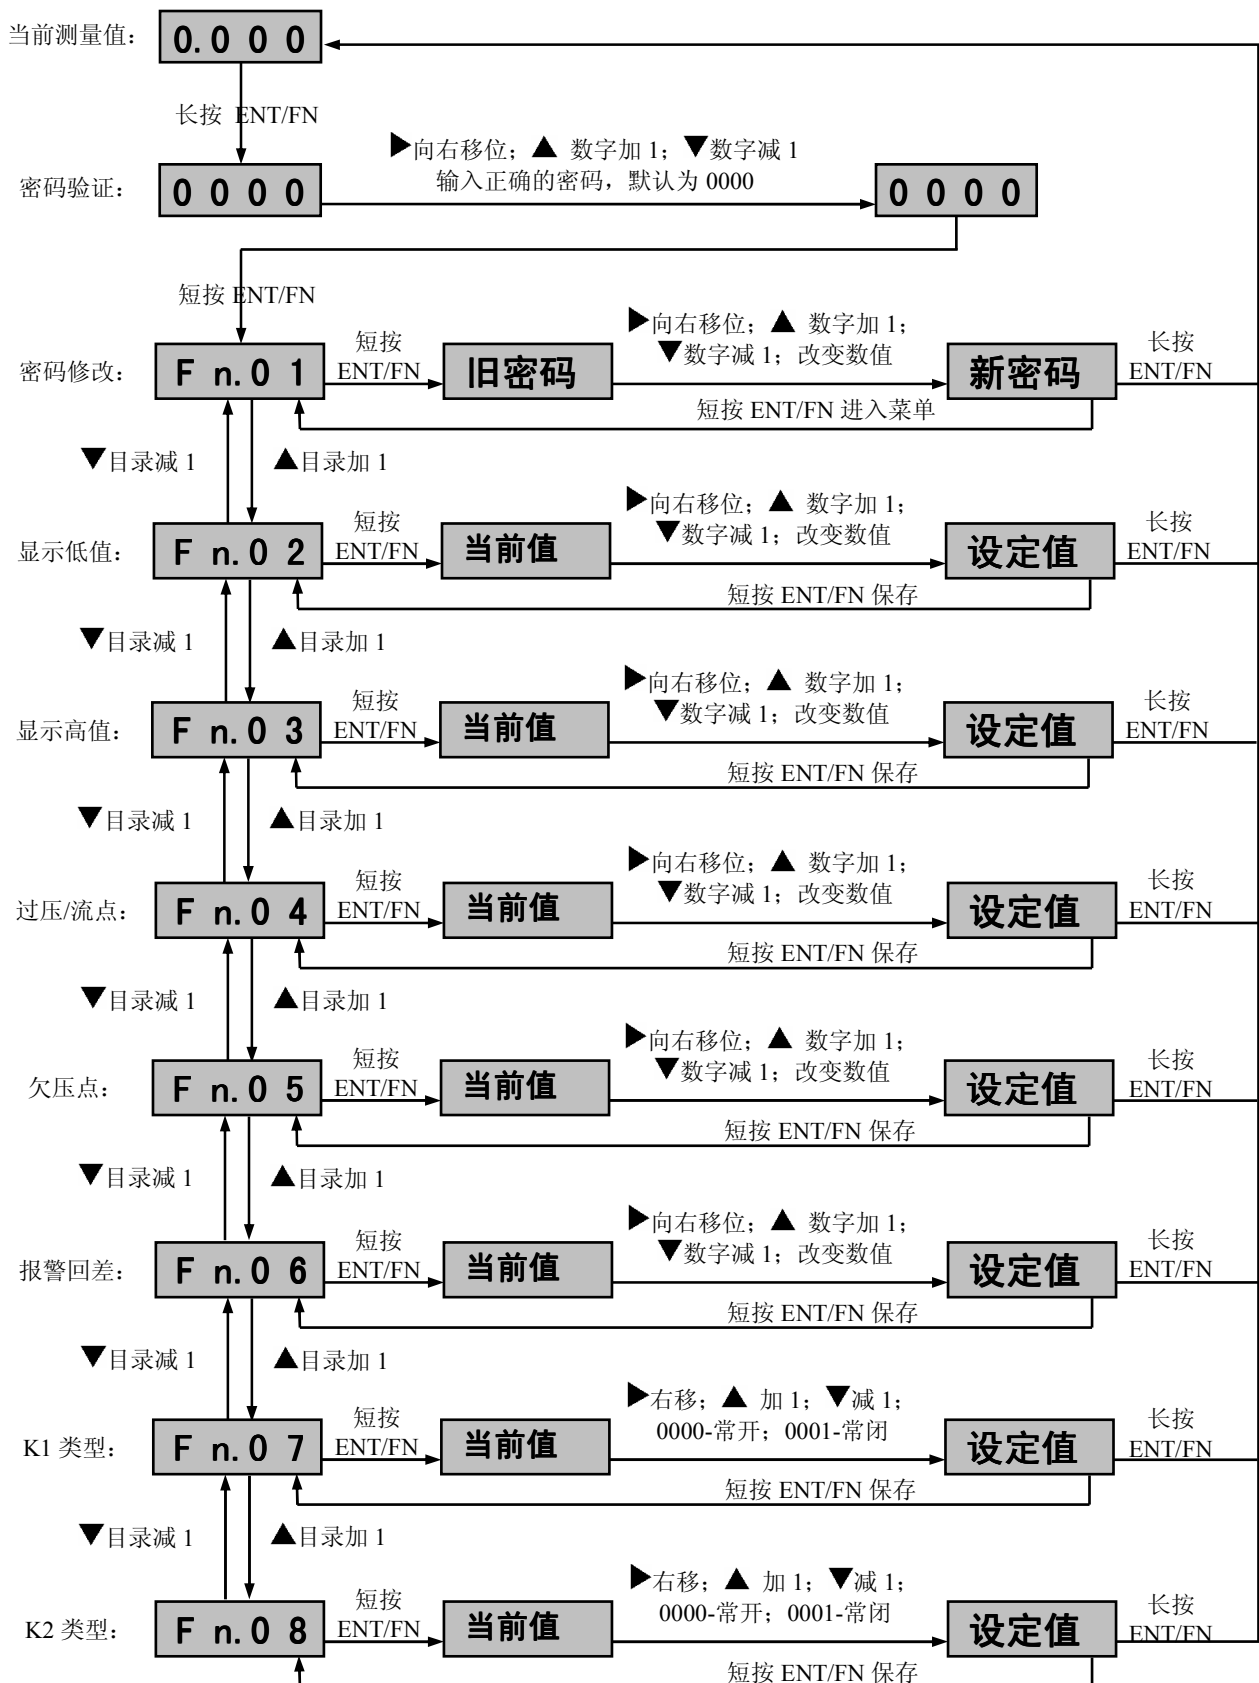 当前测量值： 0.000
长按 ENT/FN
▶向右移位；▲ 数字加 1；▼数字减 1
输入正确的密码，默认为 0000
密码验证： 0000 0000
短按 ENT/FN
▶向右移位；▲ 数字加 1；
▼数字减 1；改变数值
密码修改： Fn.01 短按 ENT/FN 旧密码 新密码 长按 ENT/FN
短按 ENT/FN 进入菜单
▼目录减 1 ▲目录加 1
▶向右移位；▲ 数字加 1；
▼数字减 1；改变数值
显示低值： Fn.02 短按 ENT/FN 当前值 设定值 长按 ENT/FN
短按 ENT/FN 保存
▼目录减 1 ▲目录加 1
▶向右移位；▲ 数字加 1；
▼数字减 1；改变数值
显示高值： Fn.03 短按 ENT/FN 当前值 设定值 长按 ENT/FN
短按 ENT/FN 保存
▼目录减 1 ▲目录加 1
▶向右移位；▲ 数字加 1；
▼数字减 1；改变数值
过压/流点： Fn.04 短按 ENT/FN 当前值 设定值 长按 ENT/FN
短按 ENT/FN 保存
▼目录减 1 ▲目录加 1
▶向右移位；▲ 数字加 1；
▼数字减 1；改变数值
欠压点： Fn.05 短按 ENT/FN 当前值 设定值 长按 ENT/FN
短按 ENT/FN 保存
▼目录减 1 ▲目录加 1
▶向右移位；▲ 数字加 1；
▼数字减 1；改变数值
报警回差： Fn.06 短按 ENT/FN 当前值 设定值 长按 ENT/FN
短按 ENT/FN 保存
▼目录减 1 ▲目录加 1
▶右移；▲ 加 1；▼减 1；
0000-常开；0001-常闭
K1 类型： Fn.07 短按 ENT/FN 当前值 设定值 长按 ENT/FN
短按 ENT/FN 保存
▼目录减 1 ▲目录加 1
▶右移；▲ 加 1；▼减 1；
0000-常开；0001-常闭
K2 类型： Fn.08 短按 ENT/FN 当前值 设定值 长按 ENT/FN
短按 ENT/FN 保存